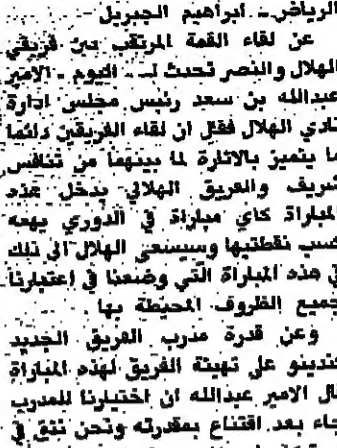 الرياض ـ ابراهيم الجبريل ـ
عن لقاء القمة المرتقب بين فريقي
الهلال والنصر تحدث لـ ـ اليوم ـ الامير
عبدالله بن سعد رئيس مجلس ادارة
نادي الهلال فقال ان لقاء الفريقين دائما
ما يتميز بالاثارة لما بينهما من تنافس
شريف والفريق الهلالي يدخل هذه
المباراة كأي مباراة في الدوري يهمه
كسب نقطتيها وسيسعى الهلال الى ذلك
في هذه المباراة التي وضعنا في اعتبارنا
جميع الظروف المحيطة بها
وعن قدرة مدرب الفريق الجديد
كندينو على تهيئة الفريق لهذه المباراة
قال الامير عبدالله ان اختيارنا للمدرب
جاء بعد اقتناع بمقدرته ونحن نثق في